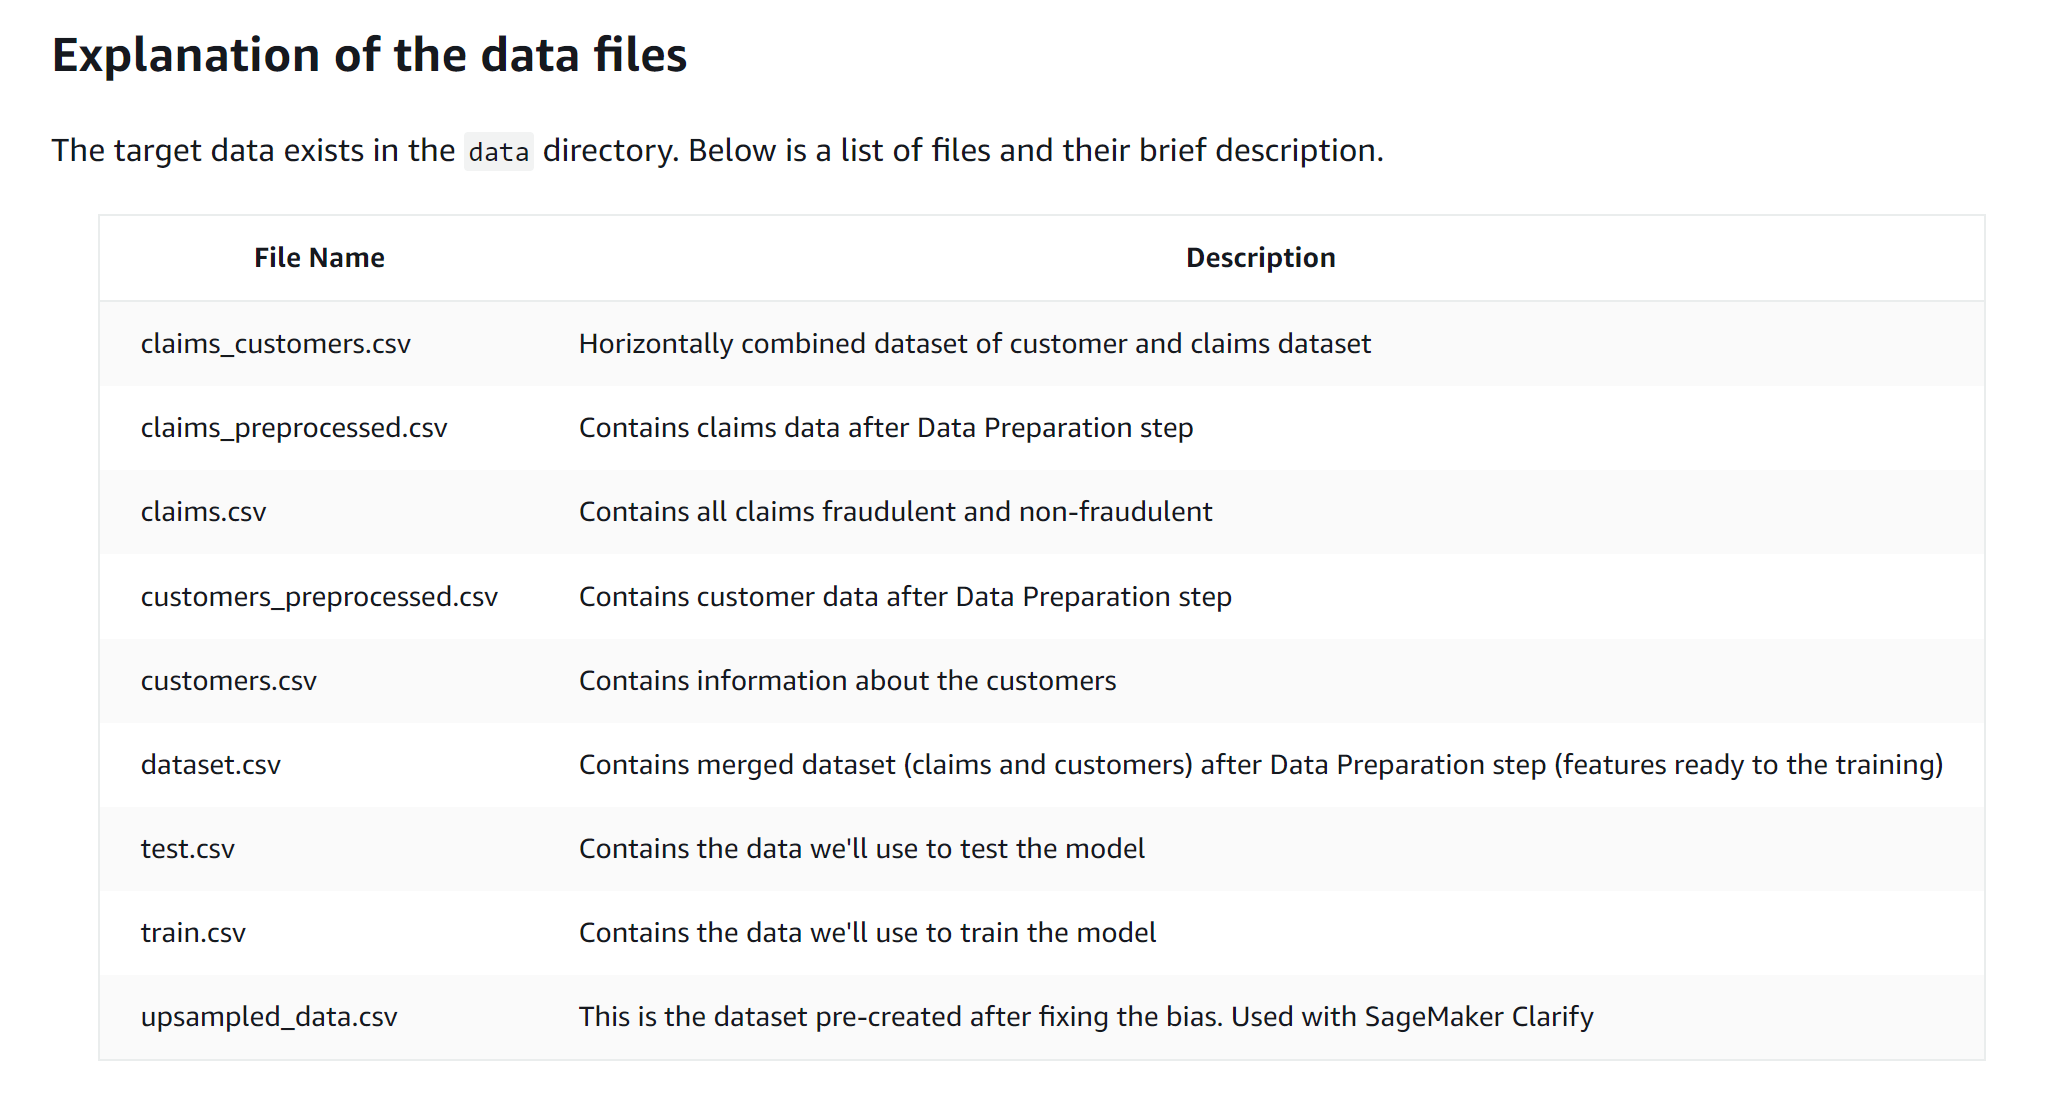 Explanation of the data files
The target data exists in the data directory. Below is a list of files and their brief description.
File Name Description
claims_customers.csv Horizontally combined dataset of customer and claims dataset
claims_preprocessed.csv Contains claims data after Data Preparation step
claims.csv Contains all claims fraudulent and non-fraudulent
customers_preprocessed.csv Contains customer data after Data Preparation step
customers.csv Contains information about the customers
dataset.csv Contains merged dataset (claims and customers) after Data Preparation step (features ready to the training)
test.csv Contains the data we'll use to test the model
train.csv Contains the data we'll use to train the model
upsampled_data.csv This is the dataset pre-created after fixing the bias. Used with SageMaker Clarify